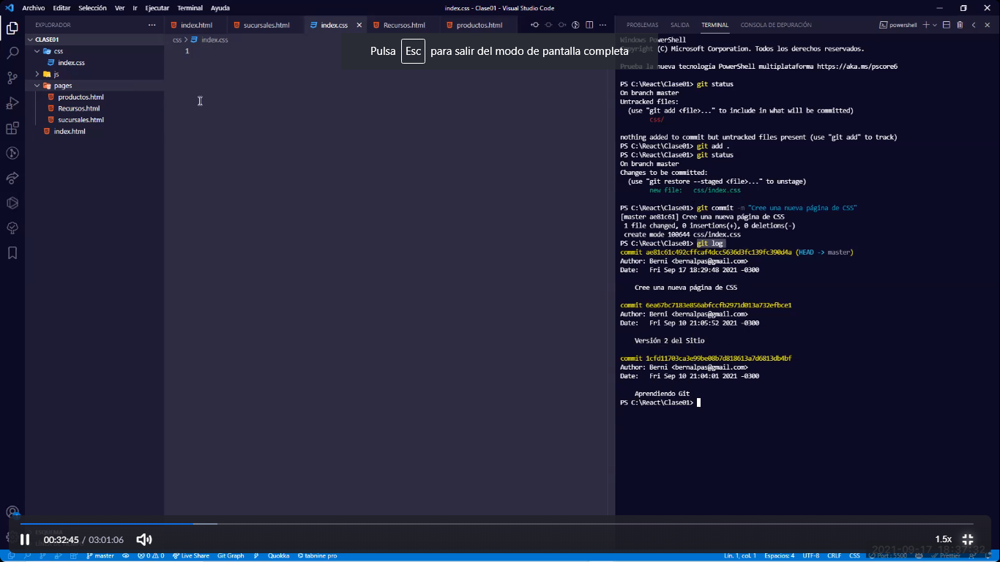 Archivo Editar Selección Ver Ir Ejecutar Terminal Ayuda
index.css - Clase01 - Visual Studio Code
EXPLORADOR
CLASE01
css
index.css
js
pages
productos.html
Recursos.html
sucursales.html
index.html
index.html sucursales.html index.css Recursos.html productos.html
css > index.css
1
Pulsa Esc para salir del modo de pantalla completa
PROBLEMAS SALIDA TERMINAL CONSOLA DE DEPURACIÓN
powershell
Windows PowerShell
(C) Microsoft Corporation. Todos los derechos reservados.
Prueba la nueva tecnología PowerShell multiplataforma https://aka.ms/pscore6
PS C:\React\Clase01> git status
On branch master
Untracked files:
(use "git add <file>..." to include in what will be committed)
css/
nothing added to commit but untracked files present (use "git add" to track)
PS C:\React\Clase01> git add .
PS C:\React\Clase01> git status
On branch master
Changes to be committed:
(use "git restore --staged <file>..." to unstage)
new file: css/index.css
PS C:\React\Clase01> git commit -m "Cree una nueva página de CSS"
[master ae81c61] Cree una nueva página de CSS
1 file changed, 0 insertions(+), 0 deletions(-)
create mode 100644 css/index.css
PS C:\React\Clase01> git log
commit ae81c61c492cffcaf4dcc5636d3fc139fc390d4a (HEAD -> master)
Author: Berni <bernalpas@gmail.com>
Date: Fri Sep 17 18:29:48 2021 -0300
Cree una nueva página de CSS
commit 6ea67bc7183e856abfccfb2971d013a732efbce1
Author: Berni <bernalpas@gmail.com>
Date: Fri Sep 10 21:05:52 2021 -0300
Versión 2 del Sitio
commit 1cfd11703ca3e99be08b7d818613a7d6813db4bf
Author: Berni <bernalpas@gmail.com>
Date: Fri Sep 10 21:04:01 2021 -0300
Aprendiendo Git
PS C:\React\Clase01>
ESQUEMA
00:32:45 / 03:01:06
1.5x
2021-09-17 18:37:32
master 0 0 Live Share Git Graph Quokka tabnine pro
Lín. 1, col. 1 Espacios: 4 UTF-8 CRLF CSS Port : 5500 Prettier